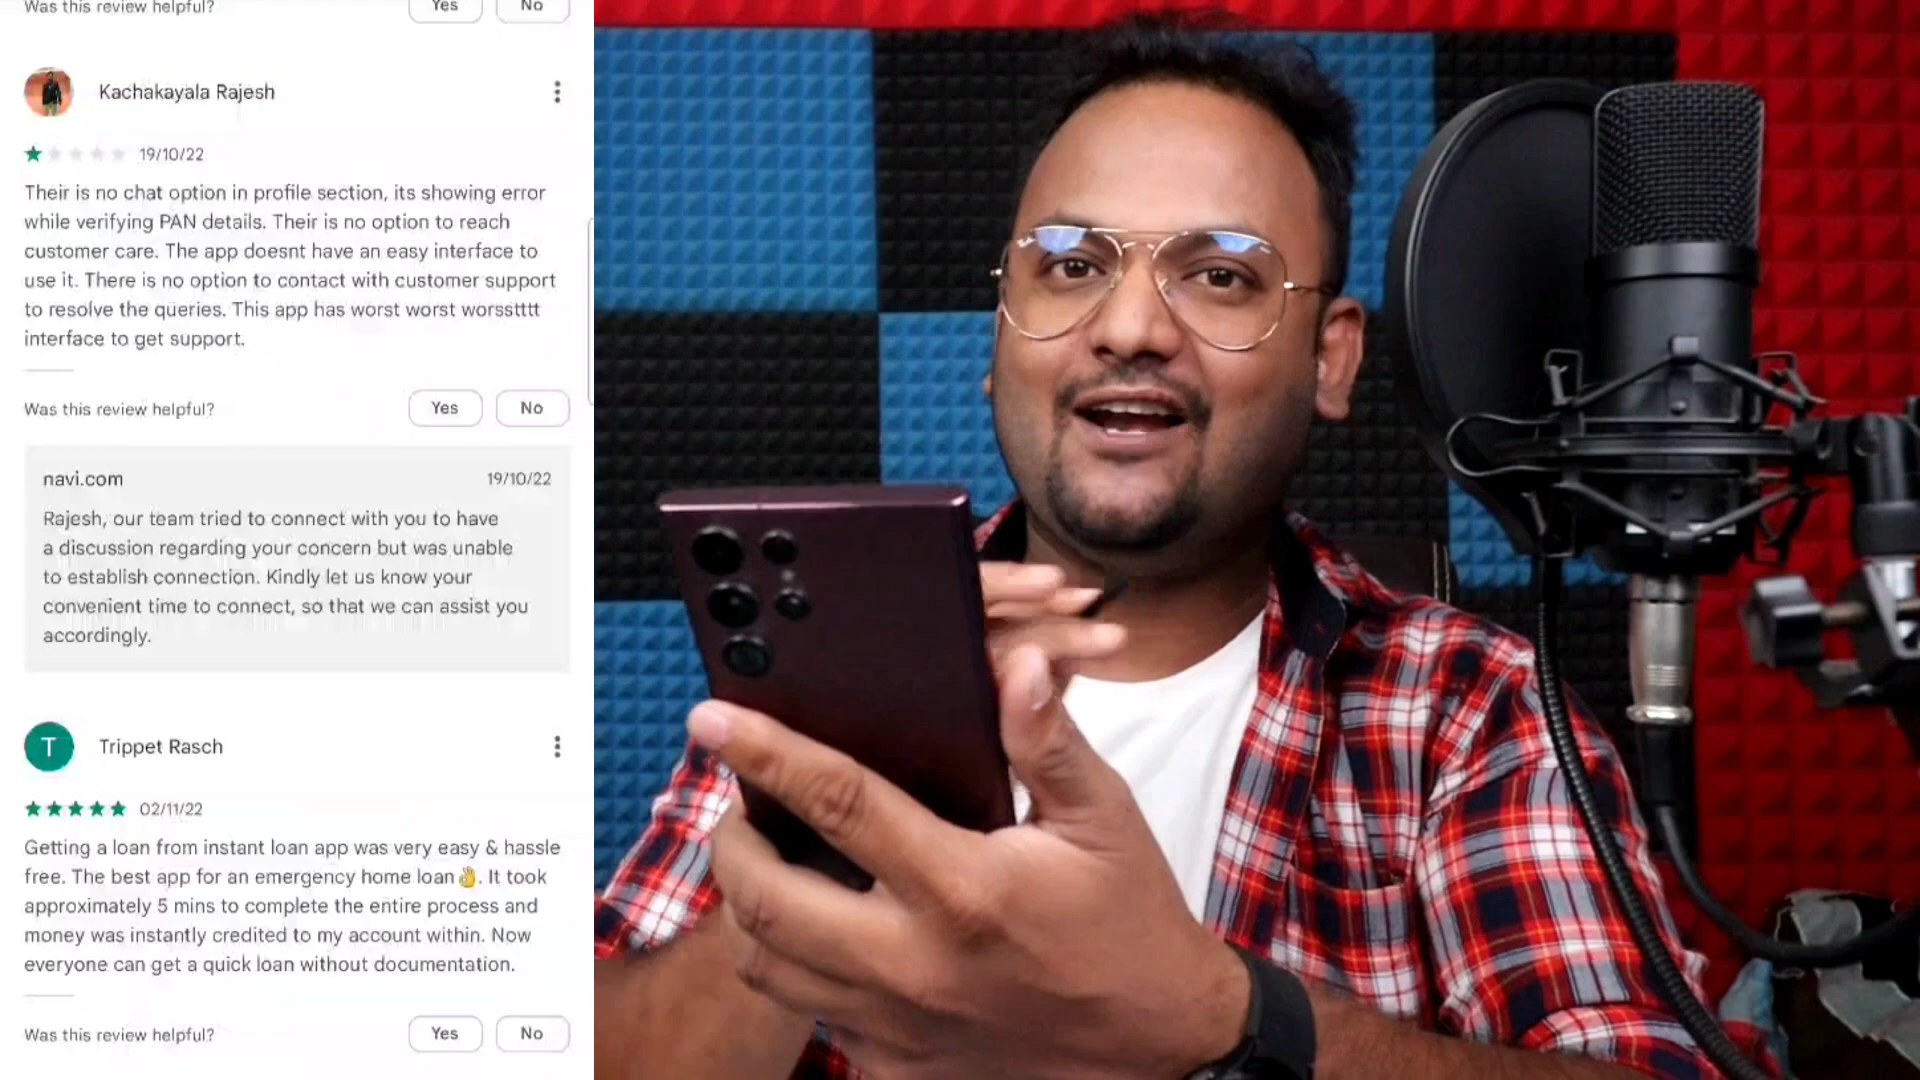 Was this review helpful?
Yes
No
Kachakayala Rajesh
19/10/22
Their is no chat option in profile section, its showing error
while verifying PAN details. Their is no option to reach
customer care. The app doesnt have an easy interface to
use it. There is no option to contact with customer support
to resolve the queries. This app has worst worst worsstttt
interface to get support.
Was this review helpful?
Yes
No
navi.com
19/10/22
Rajesh, our team tried to connect with you to have
a discussion regarding your concern but was unable
to establish connection. Kindly let us know your
convenient time to connect, so that we can assist you
accordingly.
T
Trippet Rasch
02/11/22
Getting a loan from instant loan app was very easy & hassle
free. The best app for an emergency home loan👌. It took
approximately 5 mins to complete the entire process and
money was instantly credited to my account within. Now
everyone can get a quick loan without documentation.
Was this review helpful?
Yes
No